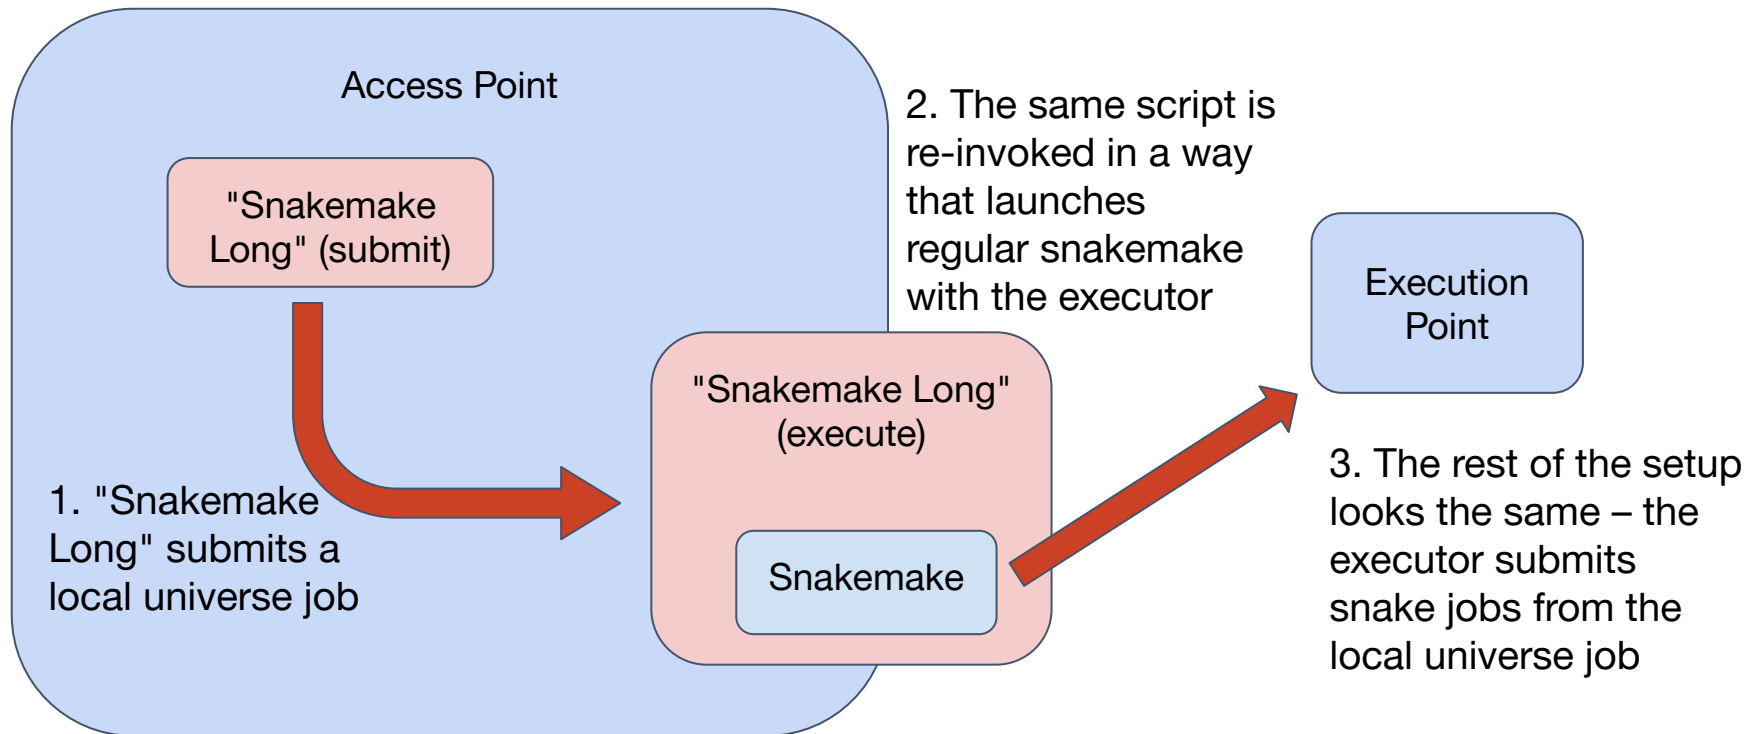 Access Point
"Snakemake
Long" (submit)
1. "Snakemake
Long" submits a
local universe job
2. The same script is
re-invoked in a way
that launches
regular snakemake
with the executor
"Snakemake Long"
(execute)
Snakemake
Execution
Point
3. The rest of the setup
looks the same – the
executor submits
snake jobs from the
local universe job